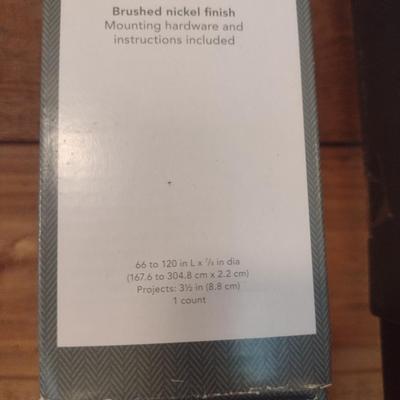 Brushed nickel finish
Mounting hardware and
instructions included
66 to 120 in L x ⅞ in dia
(167.6 to 304.8 cm x 2.2 cm)
Projects: 3½ in (8.8 cm)
1 count